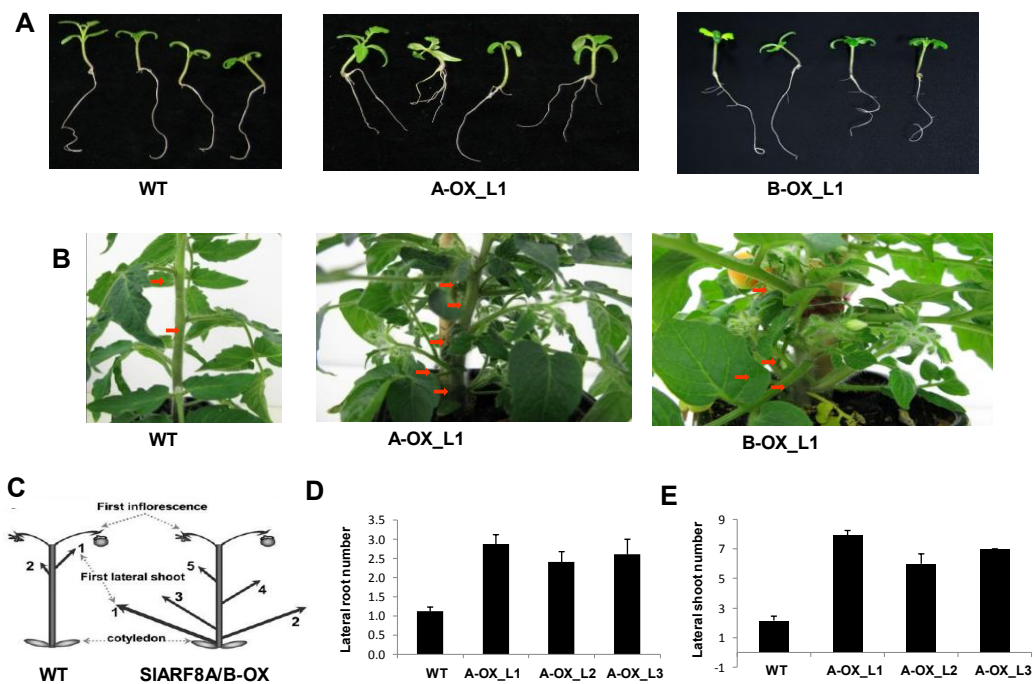 A
WT
A-OX_L1
B-OX_L1
B
WT
A-OX_L1
B-OX_L1
C
First inflorescence
1
2
First lateral shoot
5
4
3
1
2
cotyledon
WT
SlARF8A/B-OX
D
Lateral root number
3.5
3.0
2.5
2.0
1.5
1.0
0.5
0.0
WT
A-OX_L1
A-OX_L2
A-OX_L3
E
Lateral shoot number
9
7
5
3
1
-1
WT
A-OX_L1
A-OX_L2
A-OX_L3